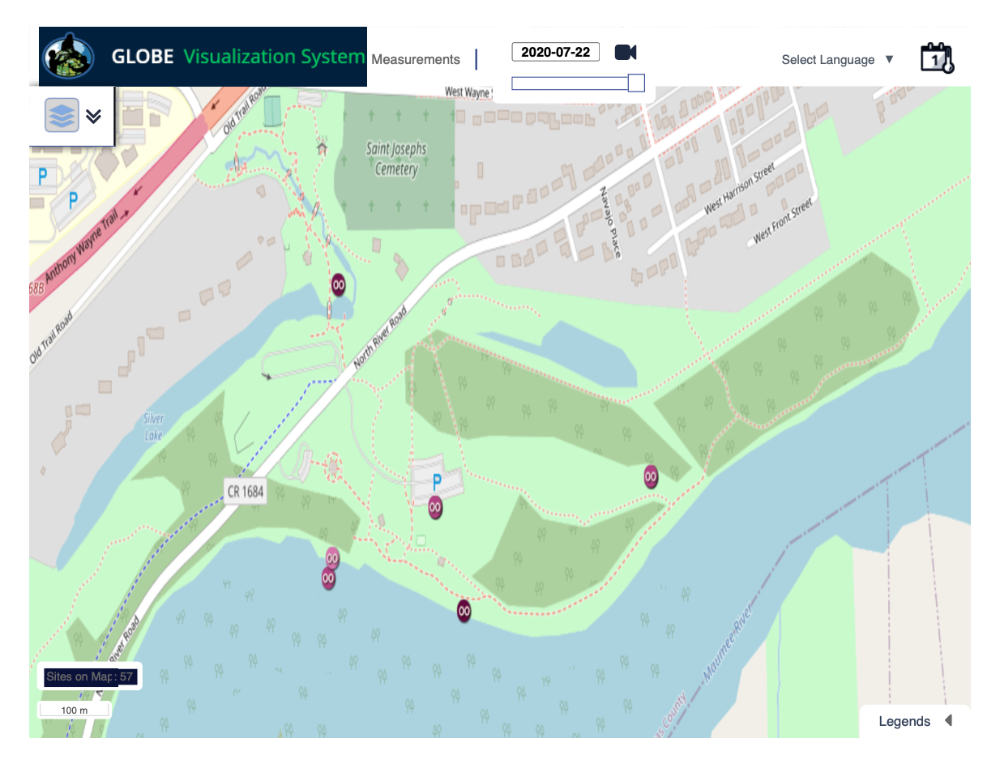 GLOBE Visualization System
Measurements
2020-07-22
Select Language ▼
1
West Wayne
Old Trail Road
Saint Josephs
Cemetery
P
P
Anthony Wayne Trail
68B
Old Trail Road
Navajo Place
West Harrison Street
West Front Street
North River Road
Silver
Lake
CR 1684
P
River Road
Maumee River
as County
Sites on Map: 57
100 m
Legends